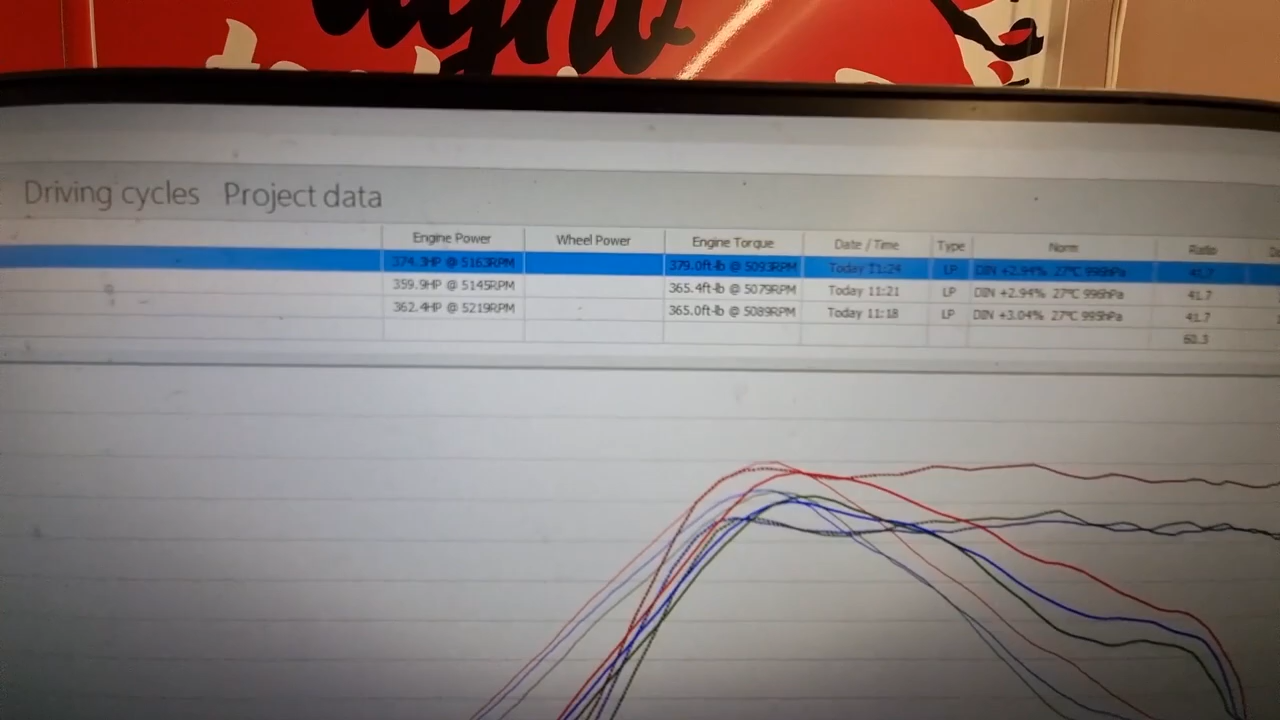 Driving cycles Project data
Engine Power Wheel Power Engine Torque Date / Time Type Norm Ratio
374.3HP @ 5163RPM 379.0ft-lb @ 5093RPM Today 11:24 LP DIN +2.94% 27°C 996hPa 41.7
359.9HP @ 5145RPM 365.4ft-lb @ 5079RPM Today 11:21 LP DIN +2.94% 27°C 996hPa 41.7
362.4HP @ 5219RPM 365.0ft-lb @ 5089RPM Today 11:18 LP DIN +3.04% 27°C 995hPa 41.7
60.3